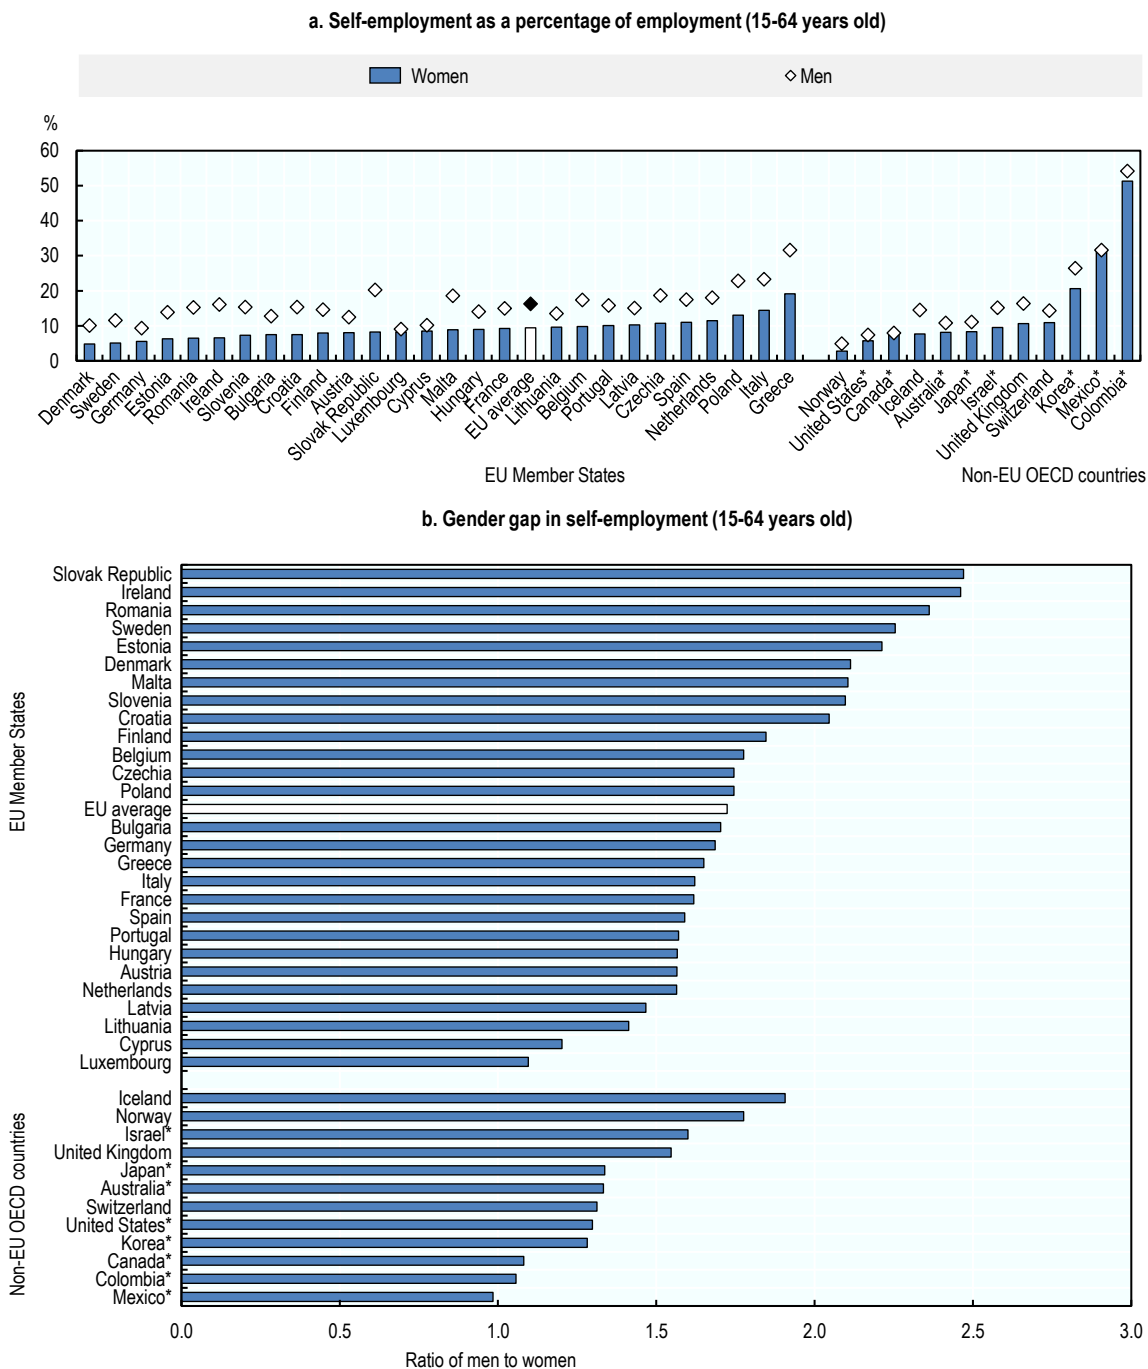 a. Self-employment as a percentage of employment (15-64 years old)
Women
Men
%
60
50
40
30
20
10
0
Denmark
Sweden
Germany
Estonia
Romania
Ireland
Slovenia
Bulgaria
Croatia
Finland
Austria
Slovak Republic
Luxembourg
Cyprus
Malta
Hungary
France
EU average
Lithuania
Belgium
Portugal
Latvia
Czechia
Spain
Netherlands
Poland
Italy
Greece
Norway
United States*
Canada*
Iceland
Australia*
Japan*
Israel*
United Kingdom
Switzerland
Korea*
Mexico*
Colombia*
EU Member States
Non-EU OECD countries
b. Gender gap in self-employment (15-64 years old)
EU Member States
Slovak Republic
Ireland
Romania
Sweden
Estonia
Denmark
Malta
Slovenia
Croatia
Finland
Belgium
Czechia
Poland
EU average
Bulgaria
Germany
Greece
Italy
France
Spain
Portugal
Hungary
Austria
Netherlands
Latvia
Lithuania
Cyprus
Luxembourg
Non-EU OECD countries
Iceland
Norway
Israel*
United Kingdom
Japan*
Australia*
Switzerland
United States*
Korea*
Canada*
Colombia*
Mexico*
0.0 0.5 1.0 1.5 2.0 2.5 3.0
Ratio of men to women